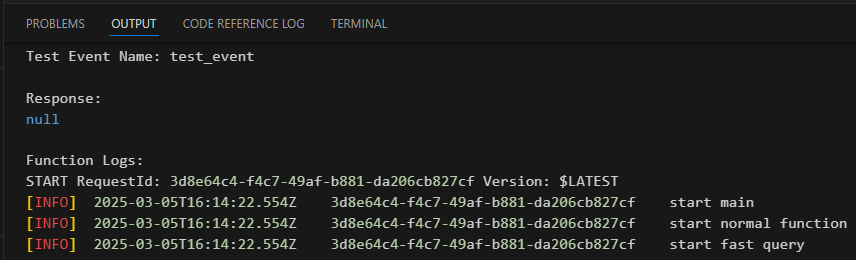 PROBLEMS OUTPUT CODE REFERENCE LOG TERMINAL
Test Event Name: test_event
Response:
null
Function Logs:
START RequestId: 3d8e64c4-f4c7-49af-b881-da206cb827cf Version: $LATEST
[INFO] 2025-03-05T16:14:22.554Z 3d8e64c4-f4c7-49af-b881-da206cb827cf start main
[INFO] 2025-03-05T16:14:22.554Z 3d8e64c4-f4c7-49af-b881-da206cb827cf start normal function
[INFO] 2025-03-05T16:14:22.554Z 3d8e64c4-f4c7-49af-b881-da206cb827cf start fast query